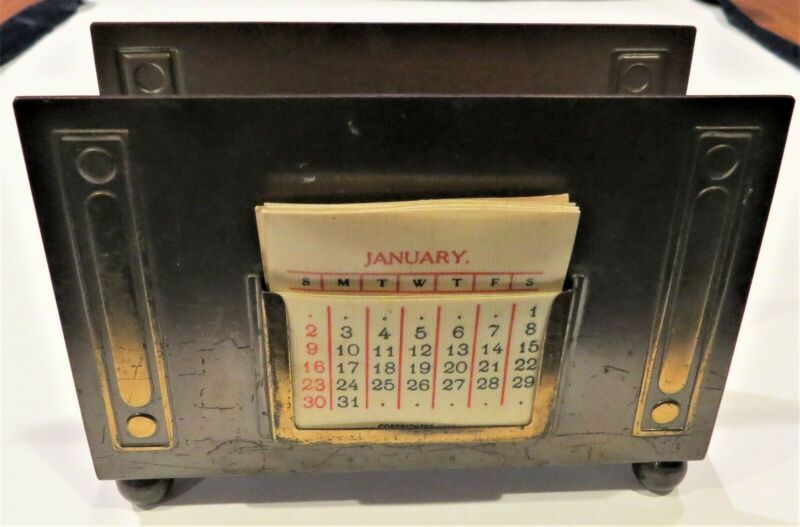 JANUARY.
S M T W T F S
. . . . . . 1
2 3 4 5 6 7 8
9 10 11 12 13 14 15
16 17 18 19 20 21 22
23 24 25 26 27 28 29
30 31 . . . . .